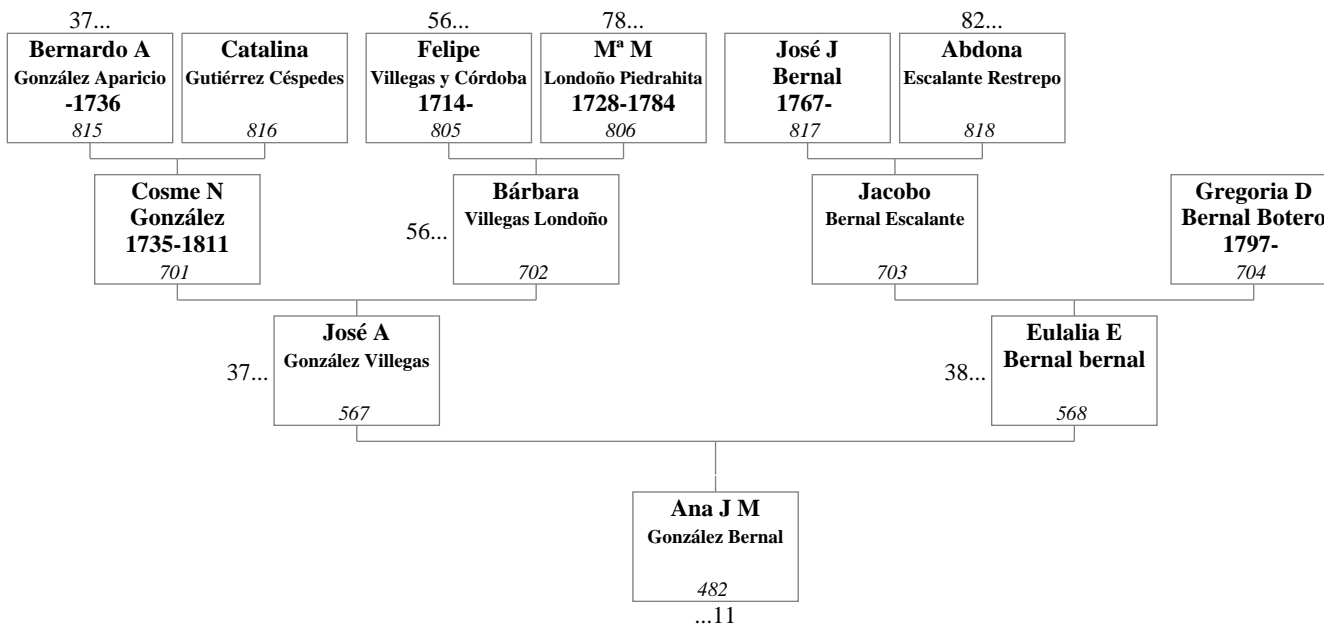 37...
56...
78...
82...
Bernardo A
González Aparicio
-1736
815
Catalina
Gutiérrez Céspedes
816
Felipe
Villegas y Córdoba
1714-
805
Mª M
Londoño Piedrahita
1728-1784
806
José J
Bernal
1767-
817
Abdona
Escalante Restrepo
818
Cosme N
González
1735-1811
701
56...
Bárbara
Villegas Londoño
702
Jacobo
Bernal Escalante
703
Gregoria D
Bernal Botero
1797-
704
37...
José A
González Villegas
567
38...
Eulalia E
Bernal bernal
568
Ana J M
González Bernal
482
...11